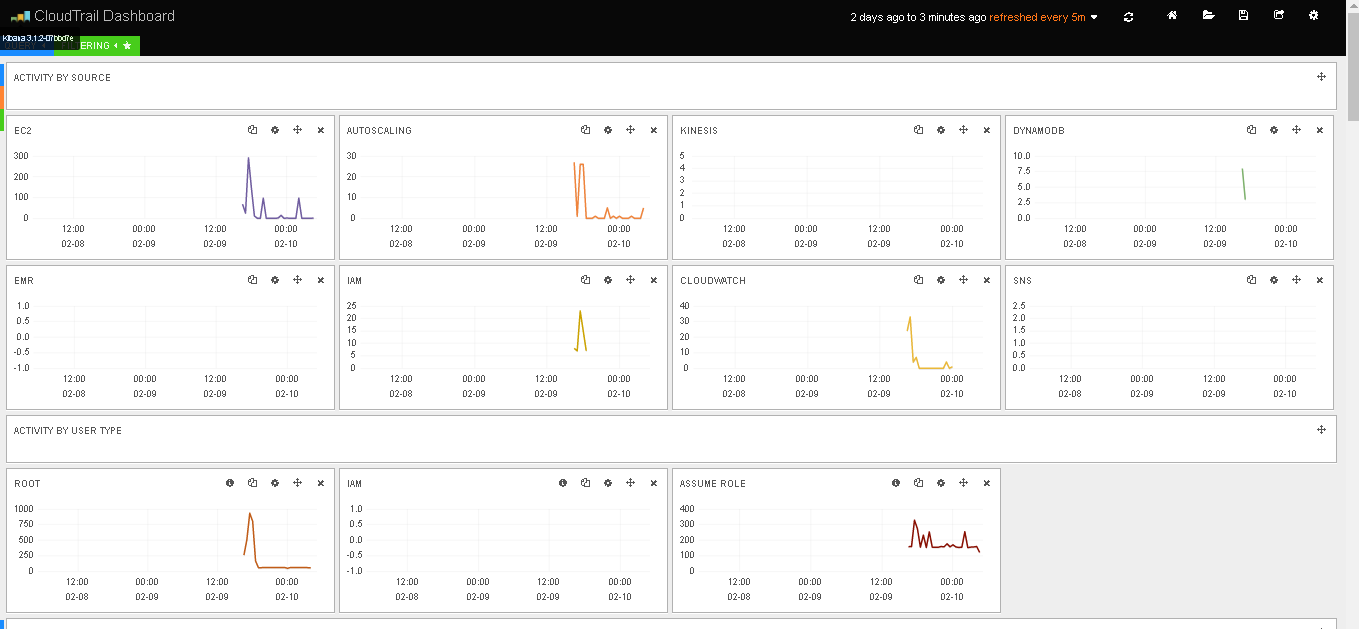 CloudTrail Dashboard
2 days ago to 3 minutes ago refreshed every 5m
Kibana 3.1.2-07bbd7e
QUERY
FILTERING
ACTIVITY BY SOURCE
EC2
300
200
100
0
12:00 00:00 12:00 00:00
02-08 02-09 02-09 02-10
AUTOSCALING
30
20
10
0
12:00 00:00 12:00 00:00
02-08 02-09 02-09 02-10
KINESIS
5
4
3
2
1
0
12:00 00:00 12:00 00:00
02-08 02-09 02-09 02-10
DYNAMODB
10.0
7.5
5.0
2.5
0.0
12:00 00:00 12:00 00:00
02-08 02-09 02-09 02-10
EMR
1.0
0.5
0.0
-0.5
-1.0
12:00 00:00 12:00 00:00
02-08 02-09 02-09 02-10
IAM
25
20
15
10
5
0
12:00 00:00 12:00 00:00
02-08 02-09 02-09 02-10
CLOUDWATCH
40
30
20
10
0
12:00 00:00 12:00 00:00
02-08 02-09 02-09 02-10
SNS
2.5
2.0
1.5
1.0
0.5
0.0
12:00 00:00 12:00 00:00
02-08 02-09 02-09 02-10
ACTIVITY BY USER TYPE
ROOT
1000
750
500
250
0
12:00 00:00 12:00 00:00
02-08 02-09 02-09 02-10
IAM
1.0
0.5
0.0
-0.5
-1.0
12:00 00:00 12:00 00:00
02-08 02-09 02-09 02-10
ASSUME ROLE
400
300
200
100
0
12:00 00:00 12:00 00:00
02-08 02-09 02-09 02-10